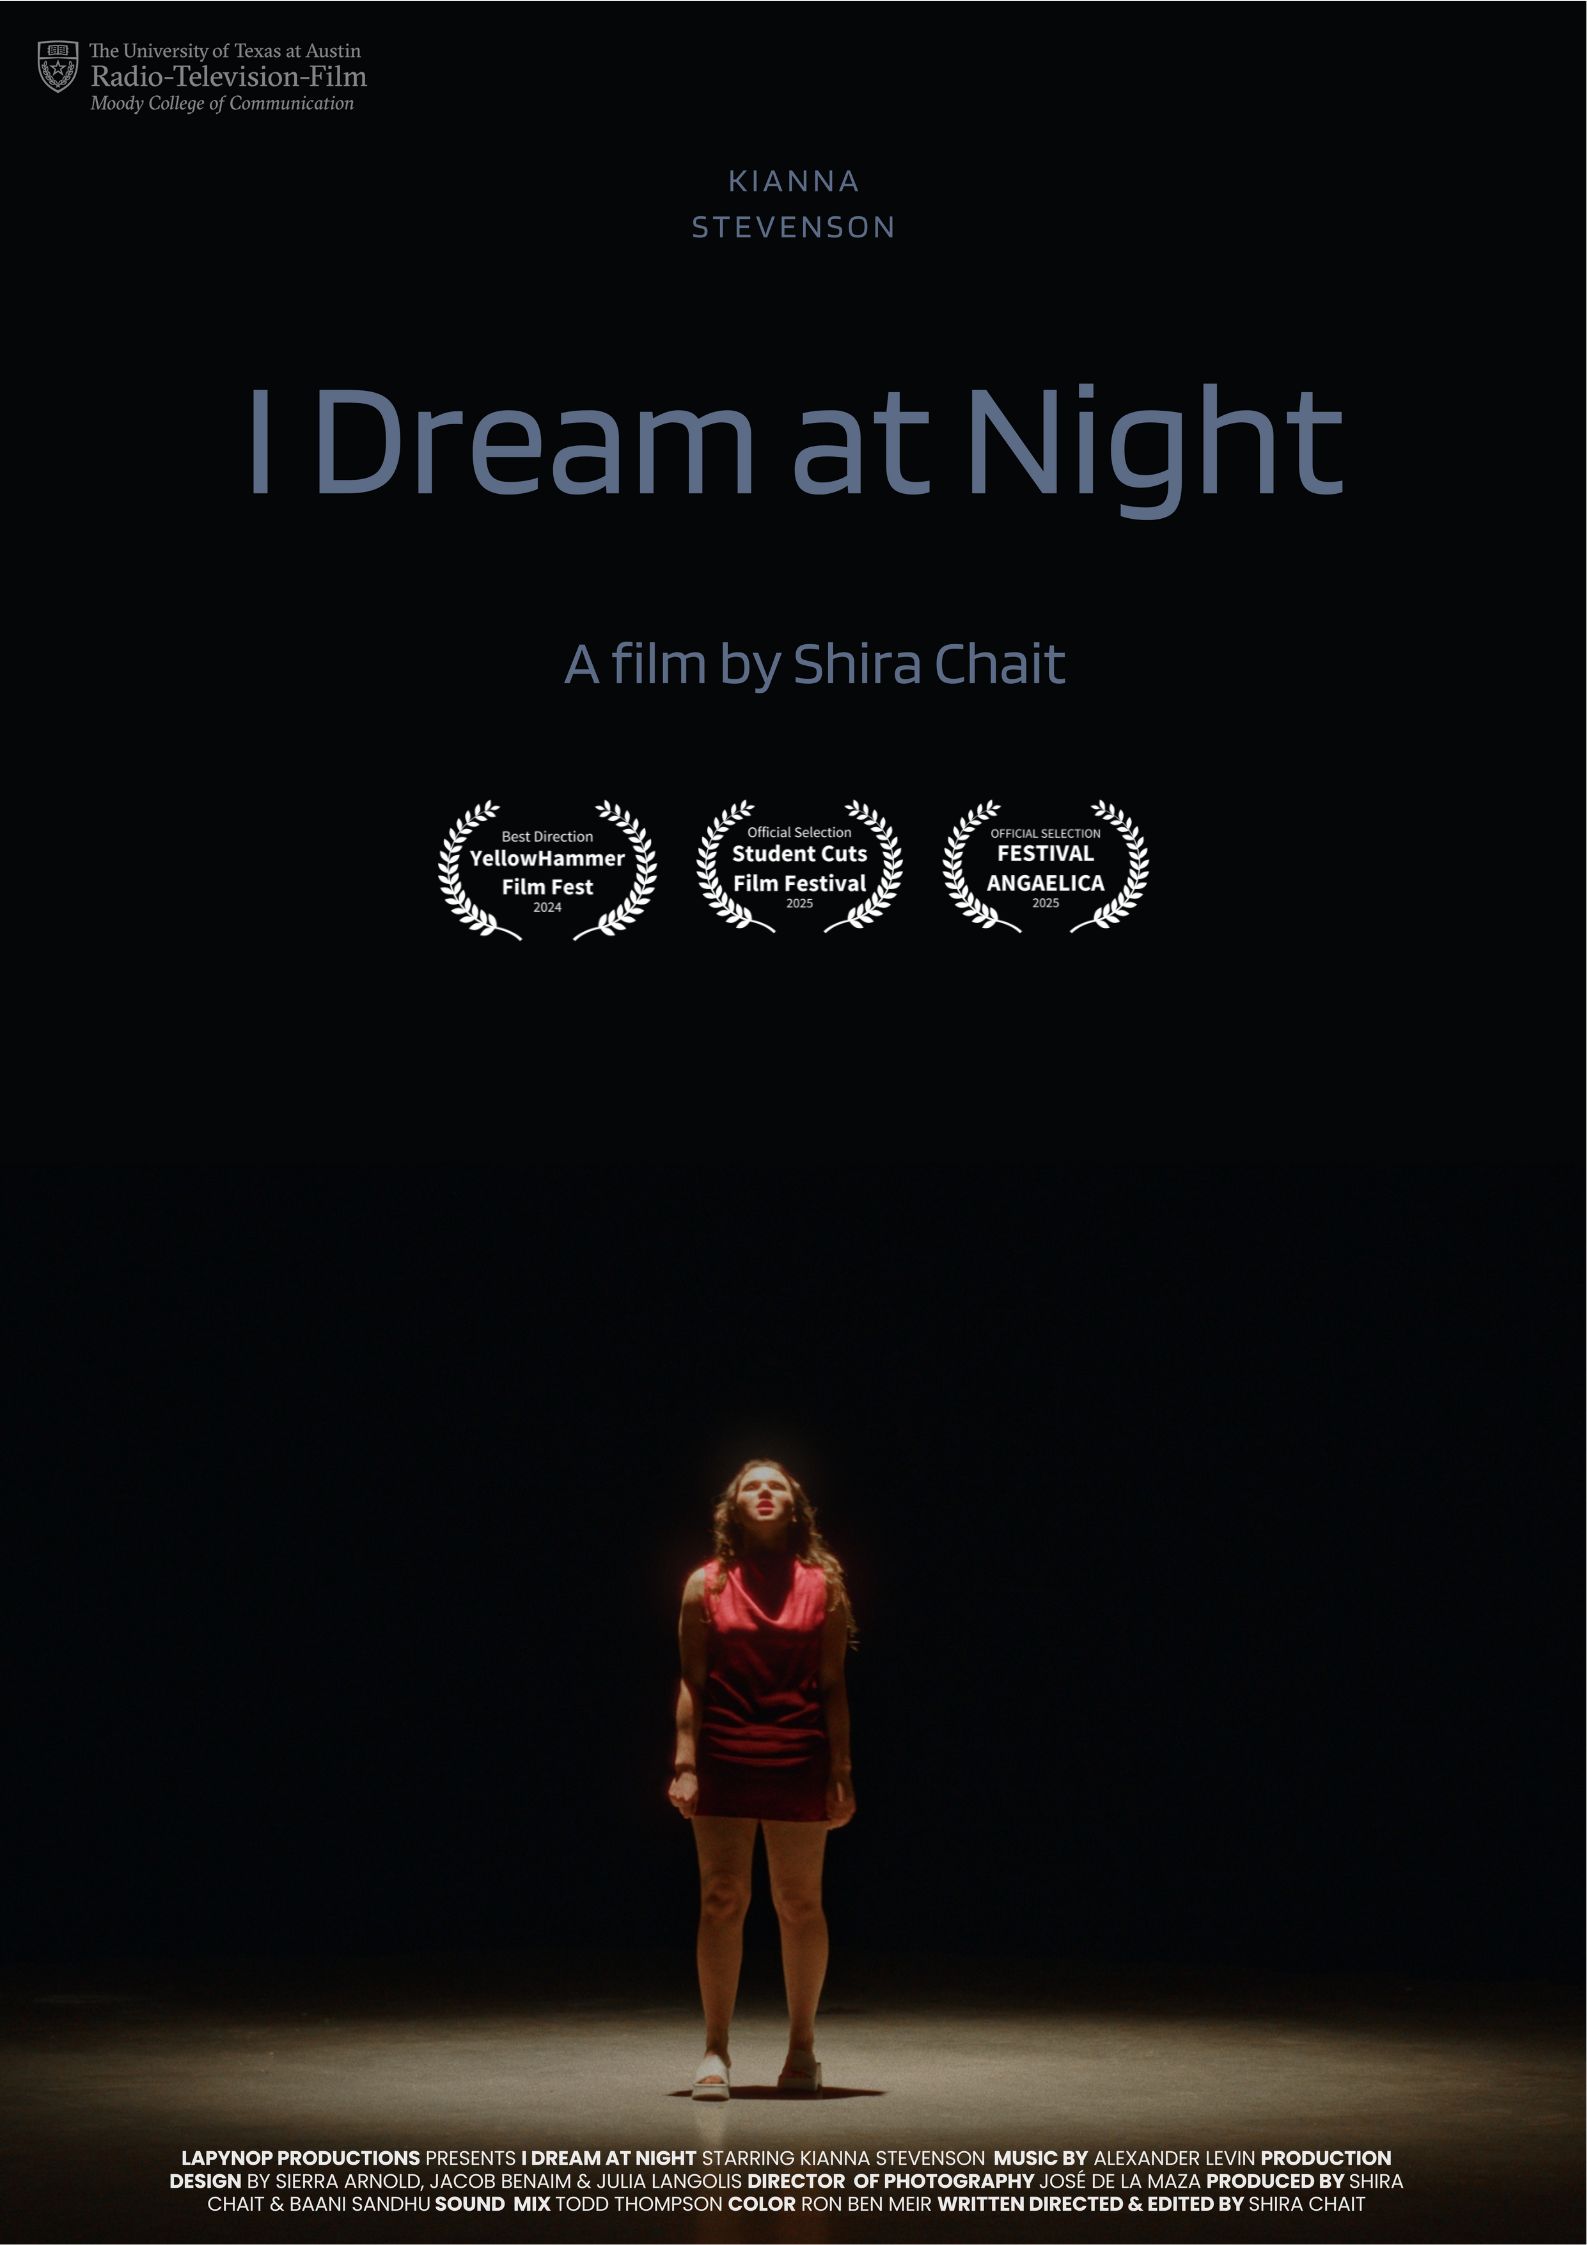 The University of Texas at Austin
Radio-Television-Film
Moody College of Communication
KIANNA
STEVENSON
I Dream at Night
A film by Shira Chait
Best Direction
YellowHammer
Film Fest
2024
Official Selection
Student Cuts
Film Festival
2025
OFFICIAL SELECTION
FESTIVAL
ANGAELICA
2025
LAPYNOP PRODUCTIONS PRESENTS I DREAM AT NIGHT STARRING KIANNA STEVENSON MUSIC BY ALEXANDER LEVIN PRODUCTION
DESIGN BY SIERRA ARNOLD, JACOB BENAIM & JULIA LANGOLIS DIRECTOR OF PHOTOGRAPHY JOSÉ DE LA MAZA PRODUCED BY SHIRA
CHAIT & BAANI SANDHU SOUND MIX TODD THOMPSON COLOR RON BEN MEIR WRITTEN DIRECTED & EDITED BY SHIRA CHAIT